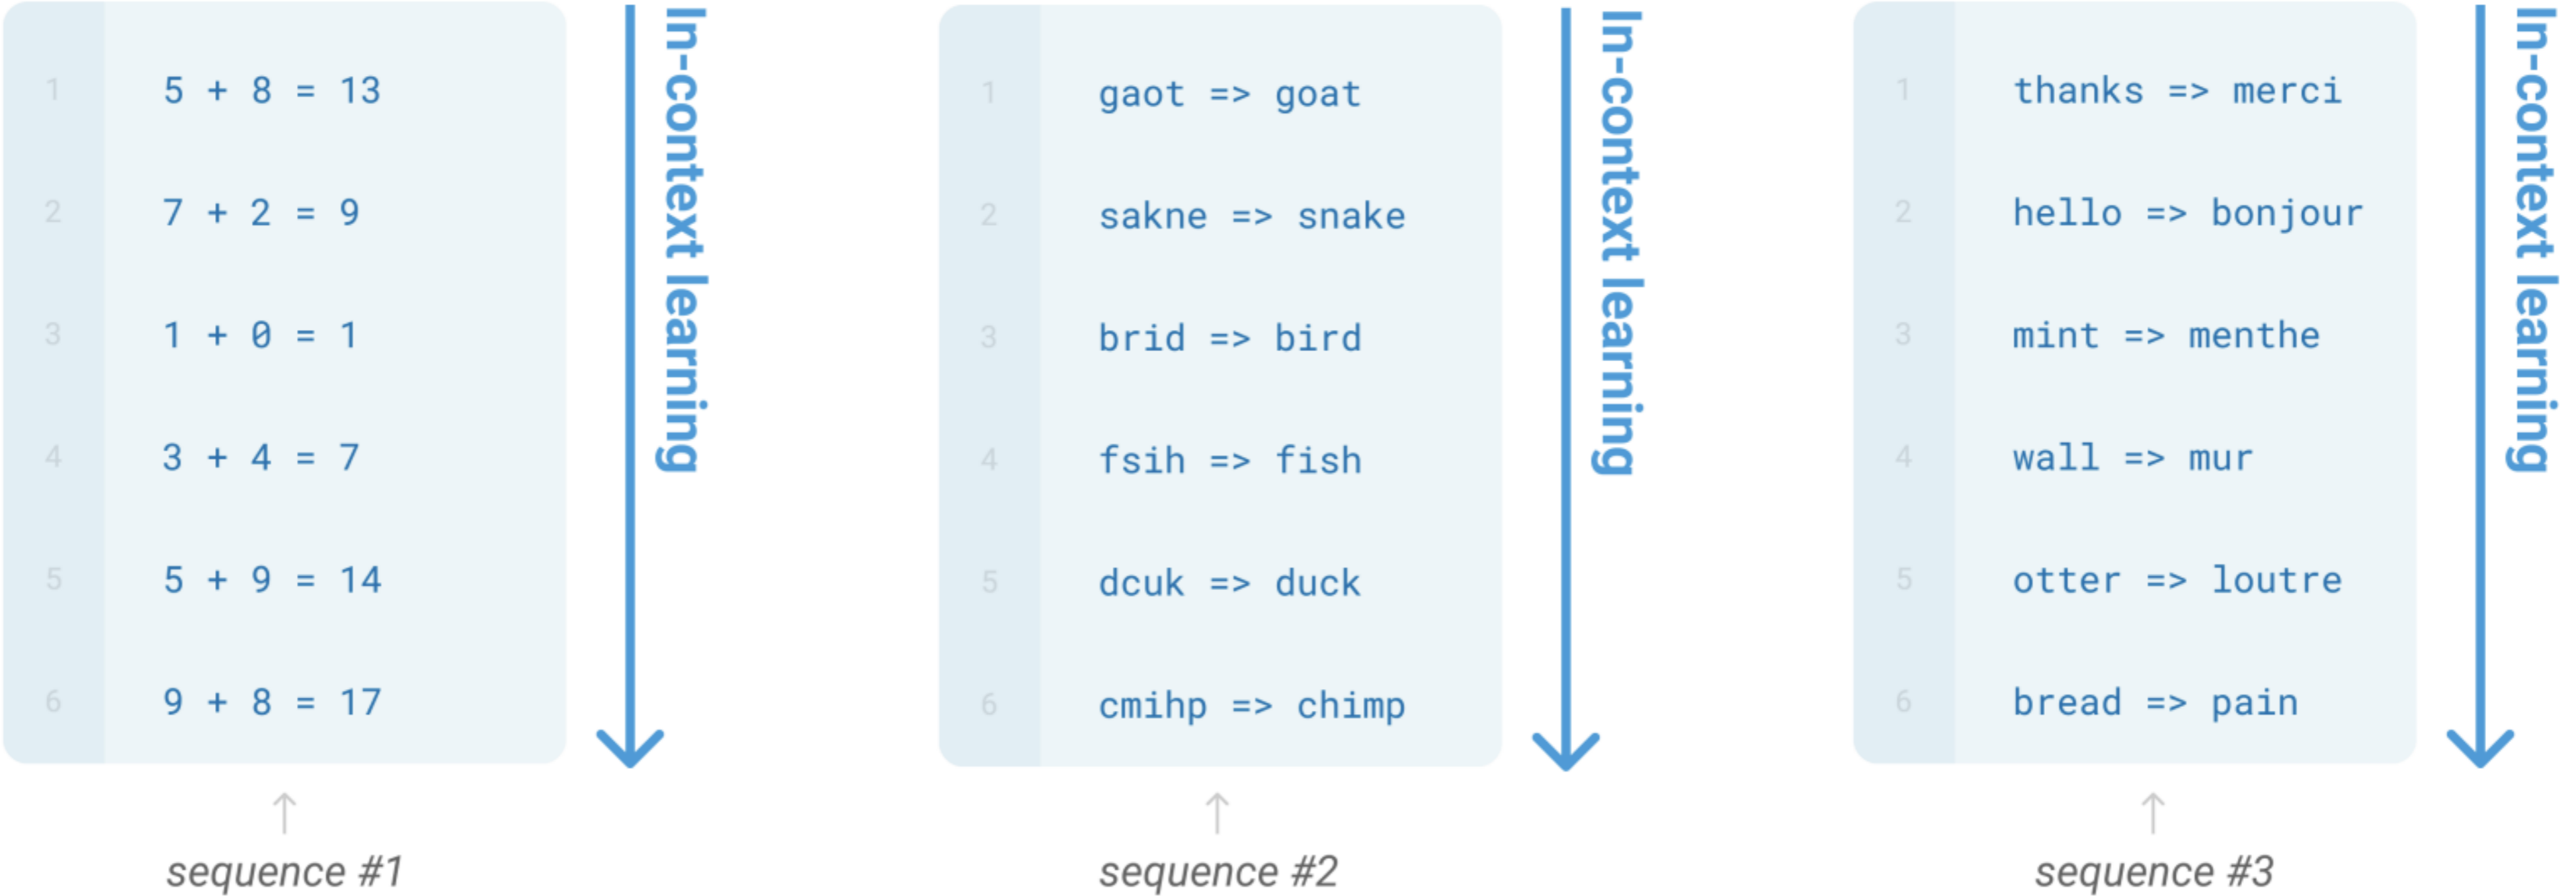 1 5 + 8 = 13
2 7 + 2 = 9
3 1 + 0 = 1
4 3 + 4 = 7
5 5 + 9 = 14
6 9 + 8 = 17
sequence #1
In-context learning
1 gaot => goat
2 sakne => snake
3 brid => bird
4 fsih => fish
5 dcuk => duck
6 cmihp => chimp
sequence #2
In-context learning
1 thanks => merci
2 hello => bonjour
3 mint => menthe
4 wall => mur
5 otter => loutre
6 bread => pain
sequence #3
In-context learning